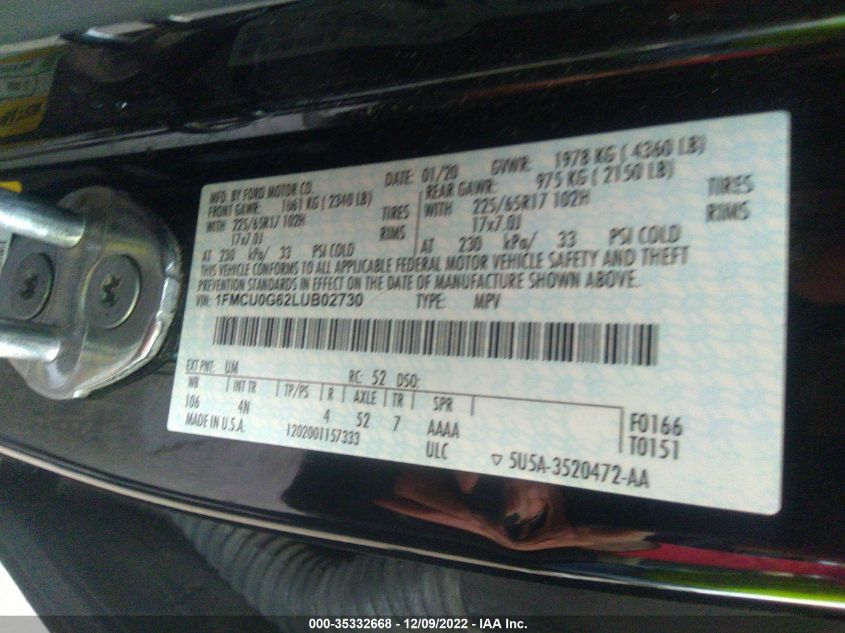 MFD. BY FORD MOTOR CO.
DATE: 01/20 GVWR: 1978 KG ( 4360 LB)
FRONT GAWR: 1061 KG ( 2340 LB)
REAR GAWR: 975 KG ( 2150 LB)
WITH 225/65R17 102H TIRES
WITH 225/65R17 102H TIRES
17x7.0J RIMS
17x7.0J RIMS
AT 230 kPa/ 33 PSI COLD
AT 230 kPa/ 33 PSI COLD
THIS VEHICLE CONFORMS TO ALL APPLICABLE FEDERAL MOTOR VEHICLE SAFETY AND THEFT
PREVENTION STANDARDS IN EFFECT ON THE DATE OF MANUFACTURE SHOWN ABOVE.
VIN: 1FMCU0G62LUB02730 TYPE: MPV
EXT PNT: UM RC: 52 DSO:
WB INT TR TP/PS R AXLE TR SPR
106 4N 4 52 7 AAAA F0166
MADE IN U.S.A. 1202001157333 ULC T0151
5U5A-3520472-AA
000-35332668 - 12/09/2022 - IAA Inc.